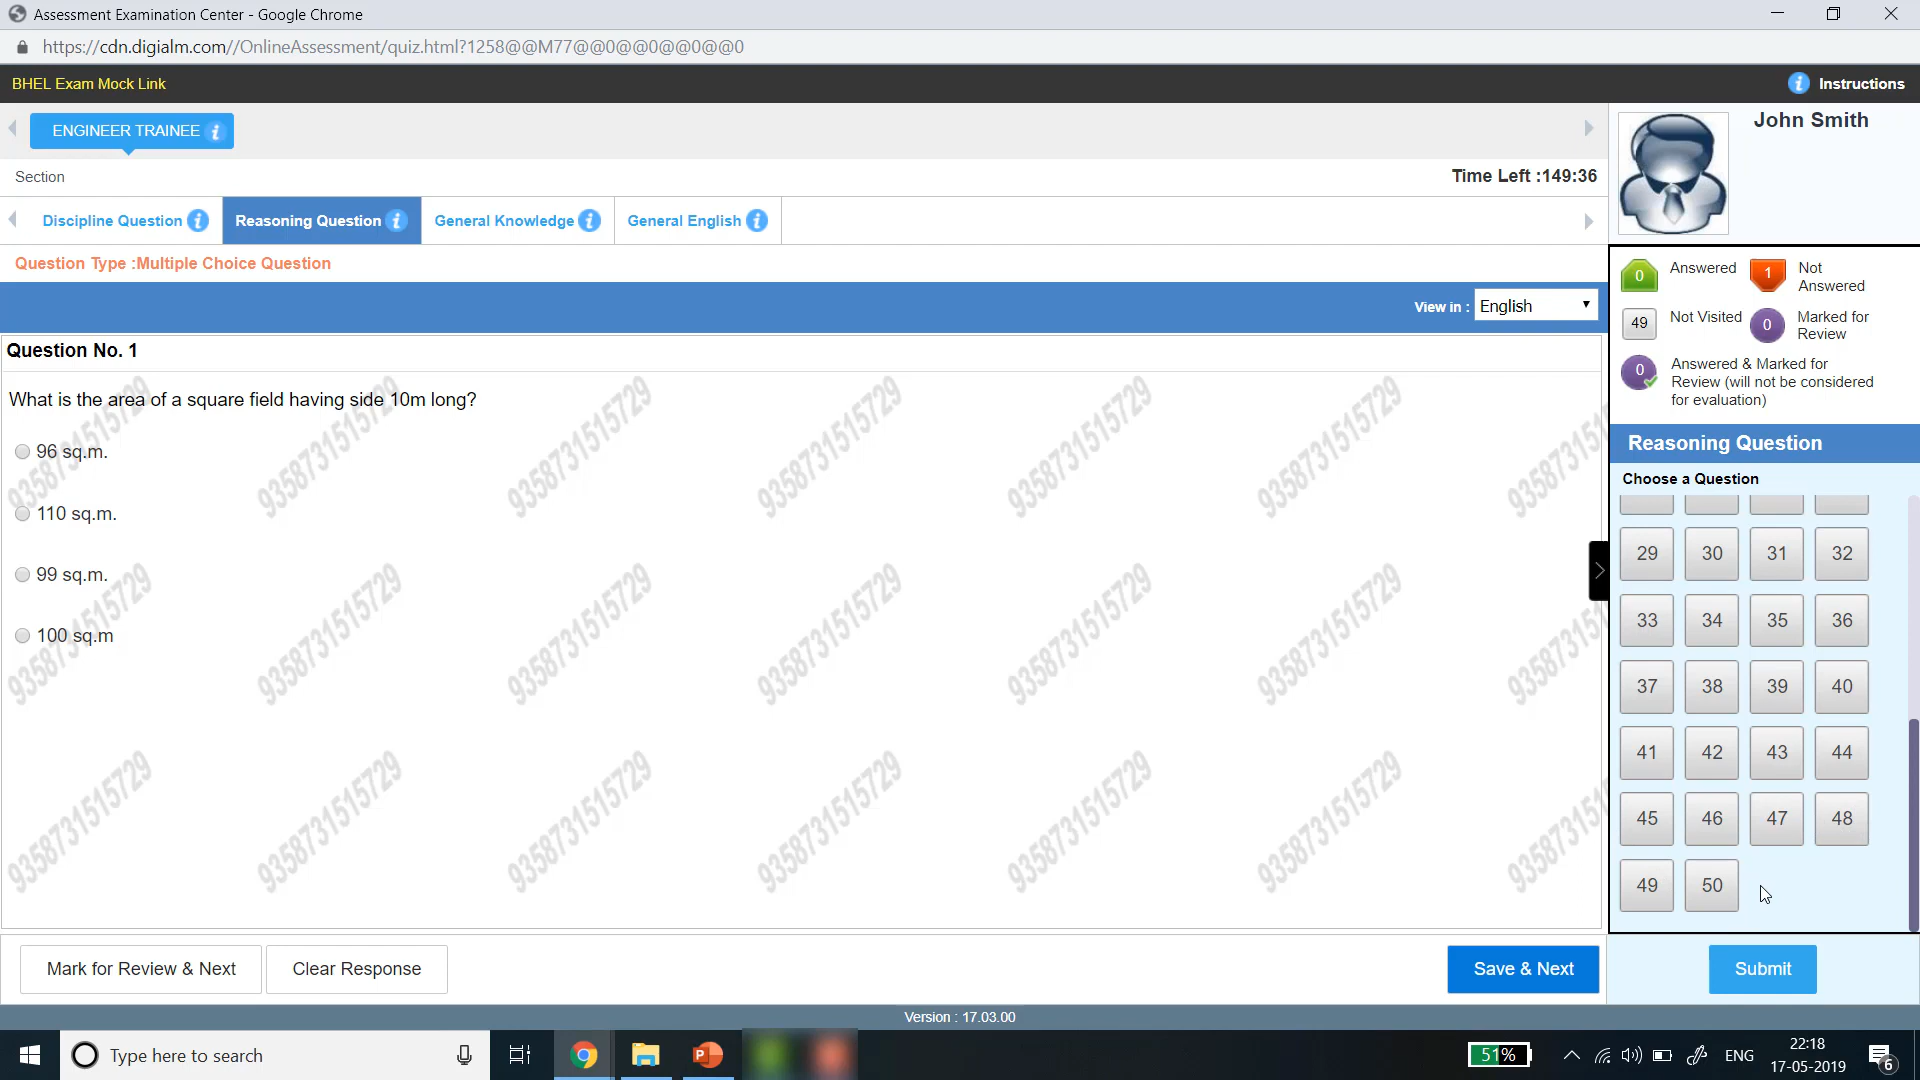 Assessment Examination Center - Google Chrome
https://cdn.digialm.com//OnlineAssessment/quiz.html?1258@@M77@@0@@0@@0@@0
BHEL Exam Mock Link
Instructions
ENGINEER TRAINEE i
John Smith
Section
Time Left :149:36
Discipline Question i
Reasoning Question i
General Knowledge i
General English i
Question Type :Multiple Choice Question
View in : English
0 Answered
1 Not Answered
49 Not Visited
0 Marked for Review
0 Answered & Marked for
Review (will not be considered
for evaluation)
Question No. 1
What is the area of a square field having side 10m long?
96 sq.m.
110 sq.m.
99 sq.m.
100 sq.m
935873151515729
Reasoning Question
Choose a Question
29 30 31 32
33 34 35 36
37 38 39 40
41 42 43 44
45 46 47 48
49 50
Mark for Review & Next
Clear Response
Save & Next
Submit
Version : 17.03.00
Type here to search
51%
ENG
22:18
17-05-2019
6